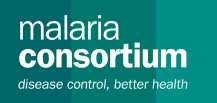 malaria
consortium
disease control, better health